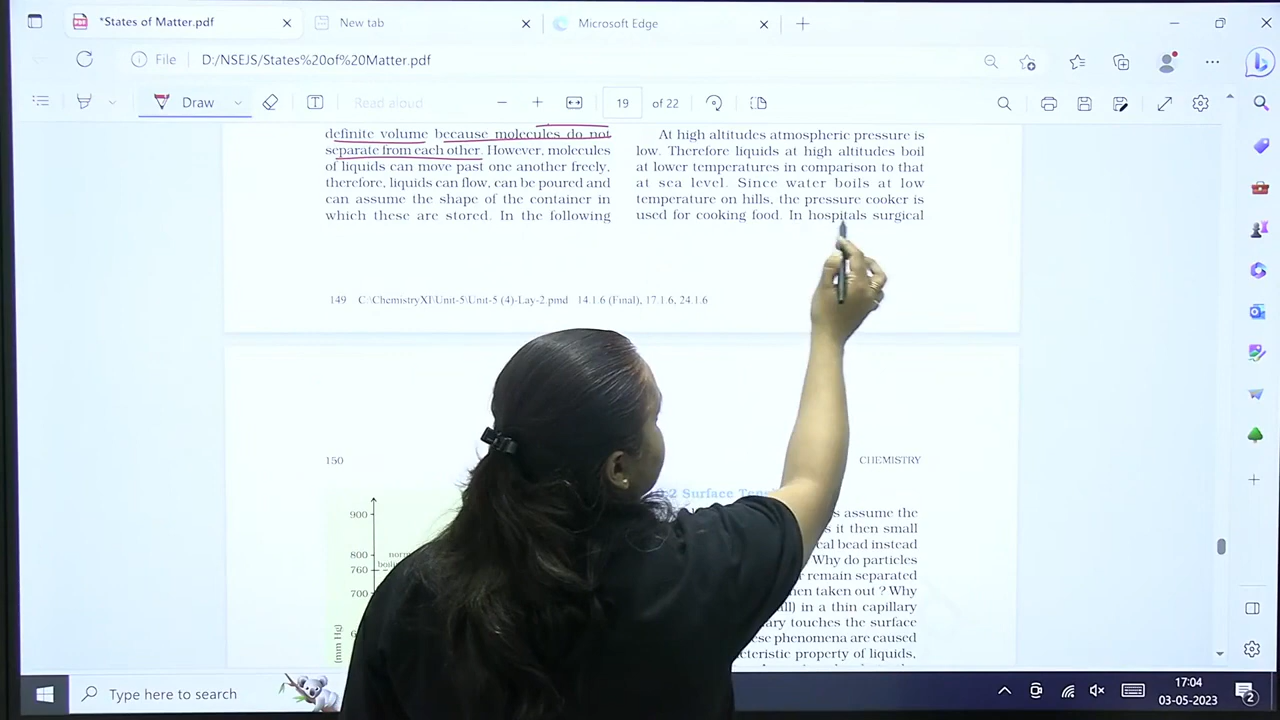 *States of Matter.pdf
New tab
Microsoft Edge
File
D:/NSEJS/States%20of%20Matter.pdf
Draw
Read aloud
19
of 22
definite volume because molecules do not
separate from each other. However, molecules
of liquids can move past one another freely,
therefore, liquids can flow, can be poured and
can assume the shape of the container in
which these are stored. In the following
At high altitudes atmospheric pressure is
low. Therefore liquids at high altitudes boil
at lower temperatures in comparison to that
at sea level. Since water boils at low
temperature on hills, the pressure cooker is
used for cooking food. In hospitals surgical
149 C:\ChemistryXI\Unit-5\Unit-5 (4)-Lay-2.pmd 14.1.6 (Final), 17.1.6, 24.1.6
150
CHEMISTRY
900
800
760
700
(mm Hg)
2 Surface
assume the
it then small
bead instead
Why do particles
remain separated
taken out ? Why
in a thin capillary
touches the surface
phenomena are caused
property of liquids,
Type here to search
17:04
03-05-2023
2